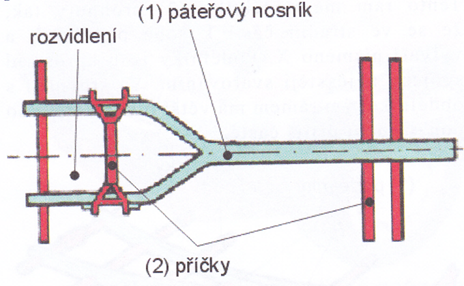 (1) páteřový nosník
rozvidlení
(2) příčky